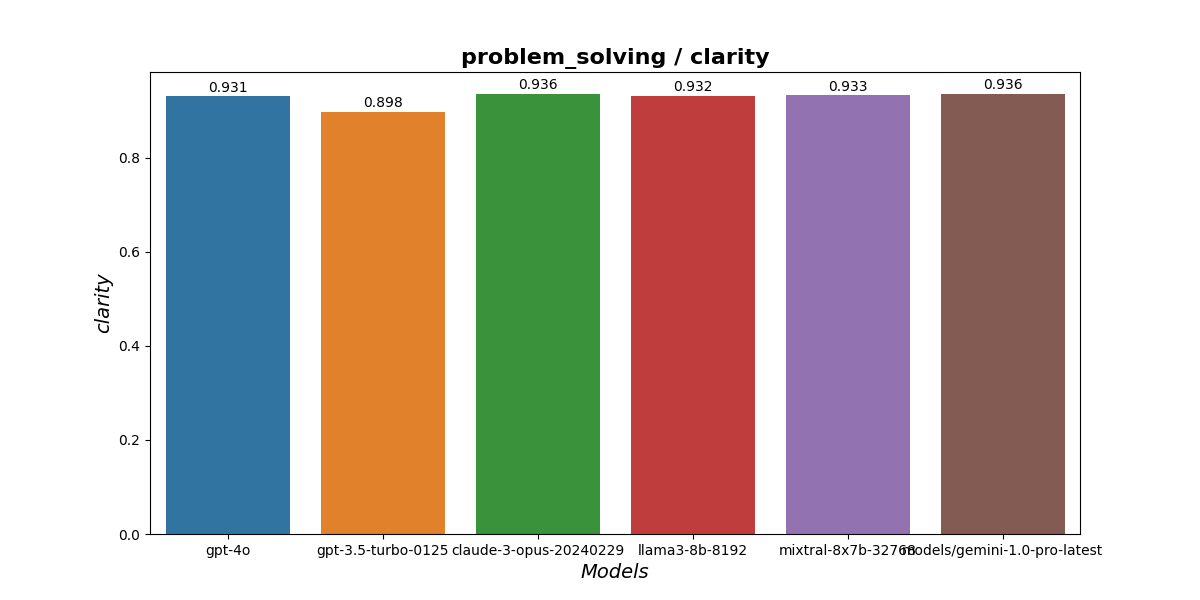 problem_solving / clarity
0.931
0.898
0.936
0.932
0.933
0.936
0.8
0.6
0.4
0.2
0.0
clarity
gpt-4o
gpt-3.5-turbo-0125
claude-3-opus-20240229
llama3-8b-8192
mixtral-8x7b-32768
models/gemini-1.0-pro-latest
Models